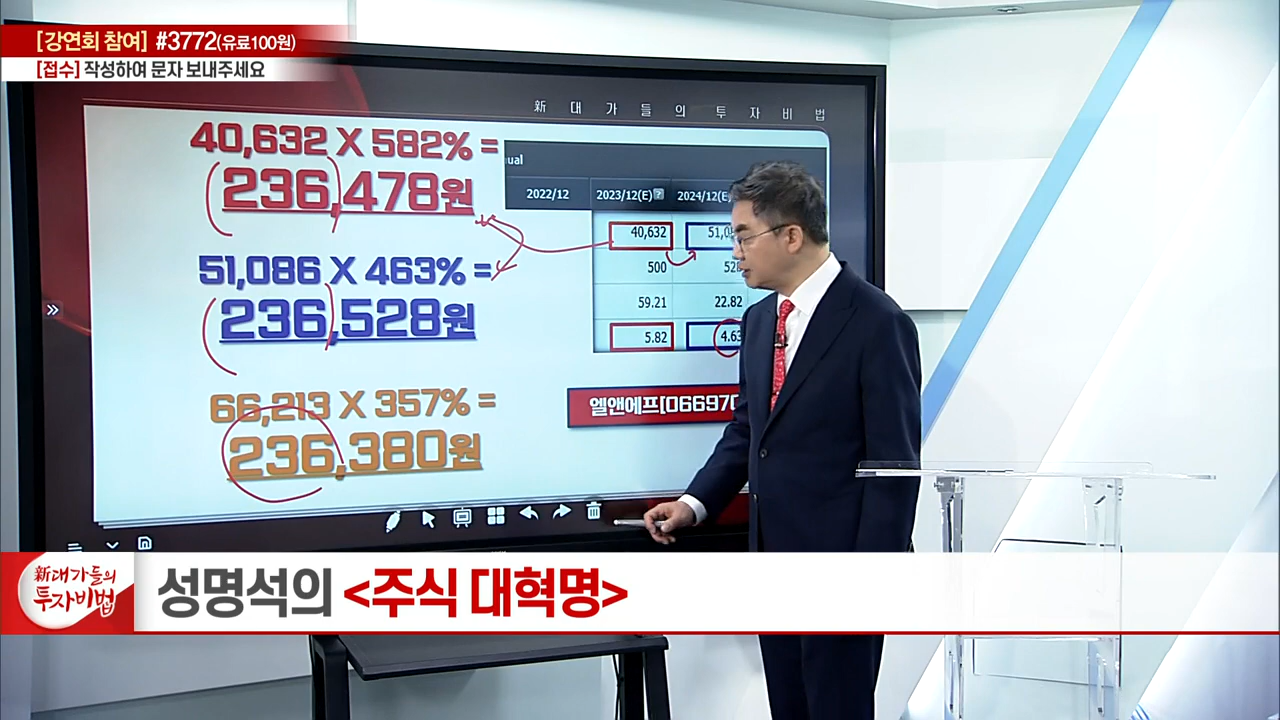 [강연회 참여] #3772(유료100원)
[접수] 작성하여 문자 보내주세요
新 대 가 들 의 투 자 비 법
40,632 X 582% =
236,478원
51,086 X 463% =
236,528원
66,213 X 357% =
236,380원
2022/12 2023/12(E) 2024/12(E)
40,632
500
59.21 22.82
5.82 4.63
엘앤에프[066970
新대가들의
투자비법
성명석의 <주식 대혁명>